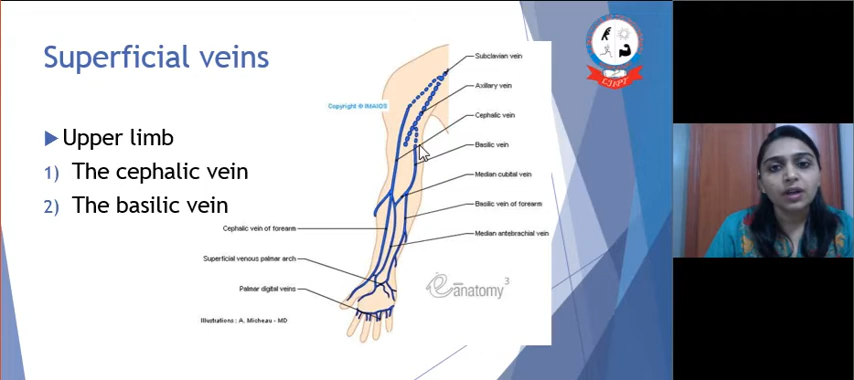 Superficial veins
▶ Upper limb
1) The cephalic vein
2) The basilic vein
Copyright © IMAIOS
Subclavian vein
Axillary vein
Cephalic vein
Basilic vein
Median cubital vein
Basilic vein of forearm
Median antebrachial vein
Cephalic vein of forearm
Superficial venous palmar arch
Palmar digital veins
e-anatomy 3
Illustrations : A. Micheau - MD